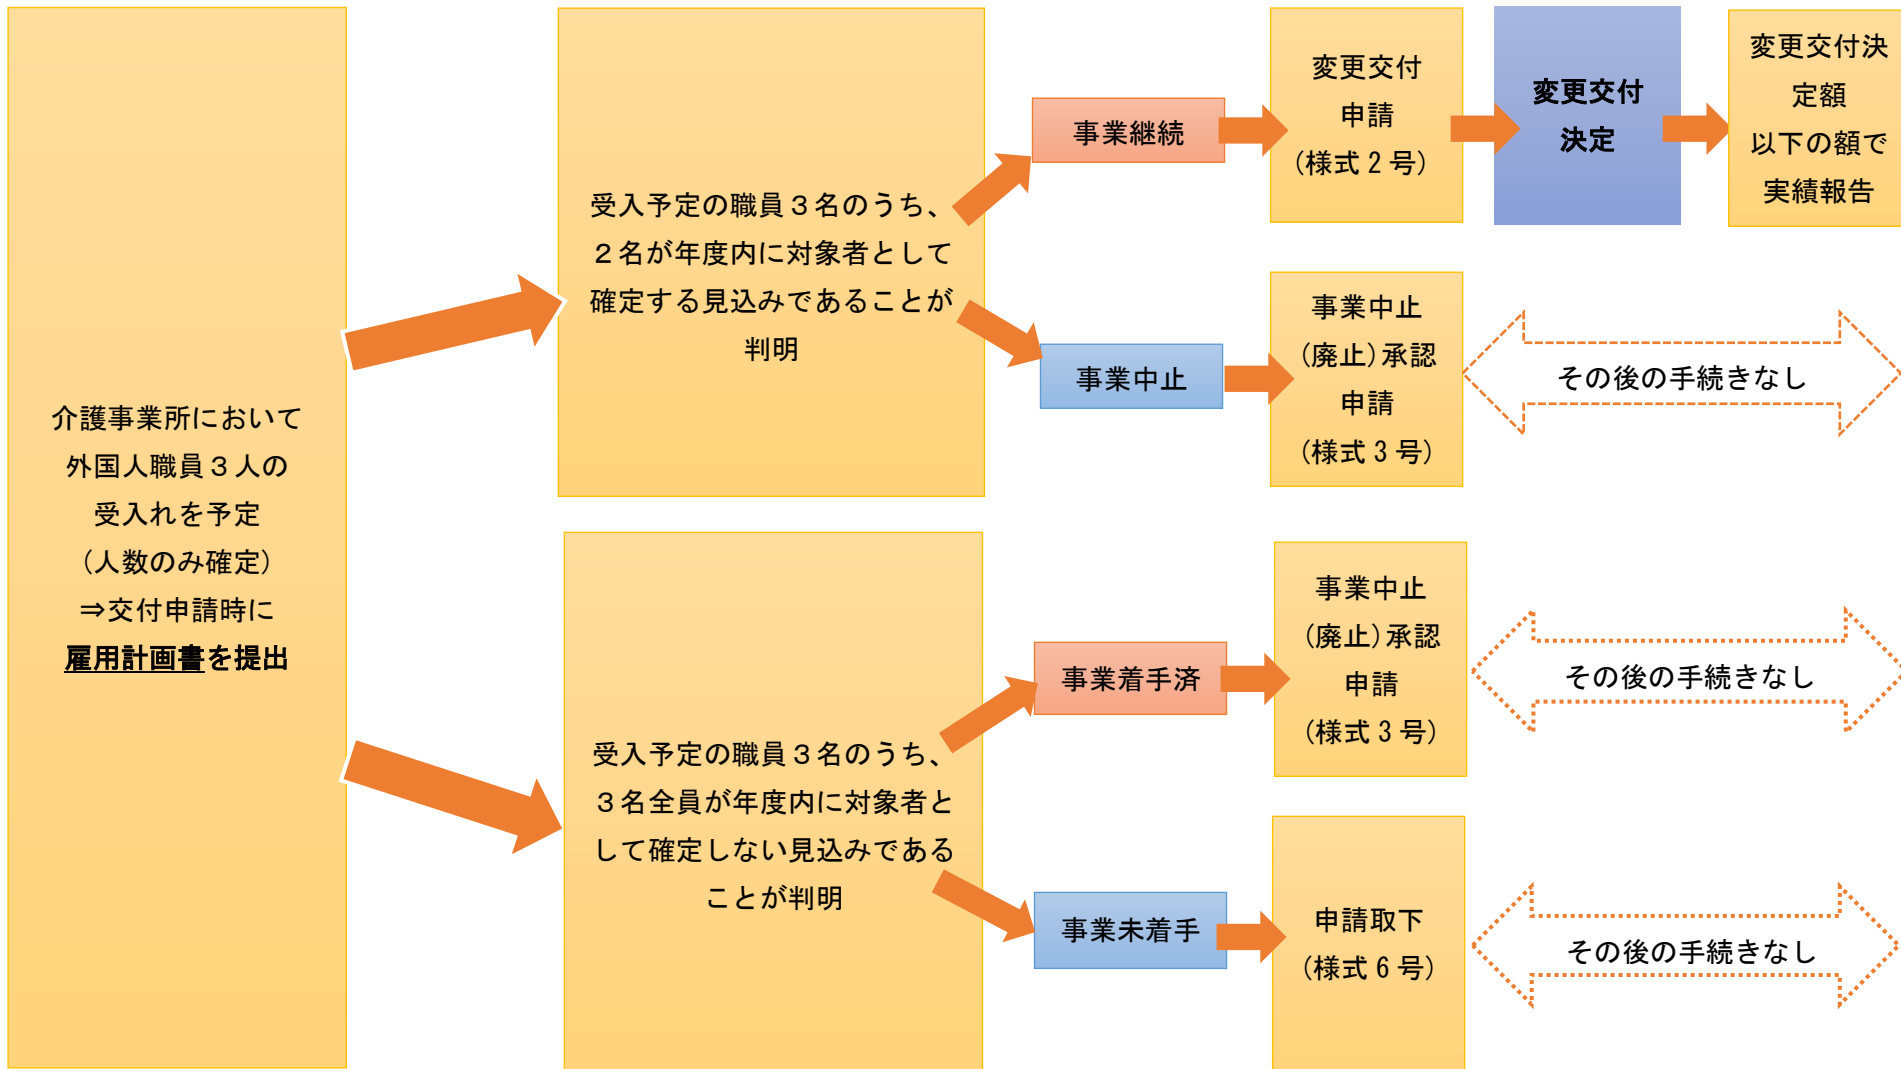 介護事業所において
外国人職員３人の
受入れを予定
（人数のみ確定）
⇒交付申請時に
雇用計画書を提出
受入予定の職員３名のうち、
２名が年度内に対象者として
確定する見込みであることが
判明
事業継続
変更交付
申請
（様式２号）
変更交付
決定
変更交付決
定額
以下の額で
実績報告
事業中止
事業中止
（廃止）承認
申請
（様式３号）
その後の手続きなし
受入予定の職員３名のうち、
３名全員が年度内に対象者と
して確定しない見込みである
ことが判明
事業着手済
事業中止
（廃止）承認
申請
（様式３号）
その後の手続きなし
事業未着手
申請取下
（様式６号）
その後の手続きなし